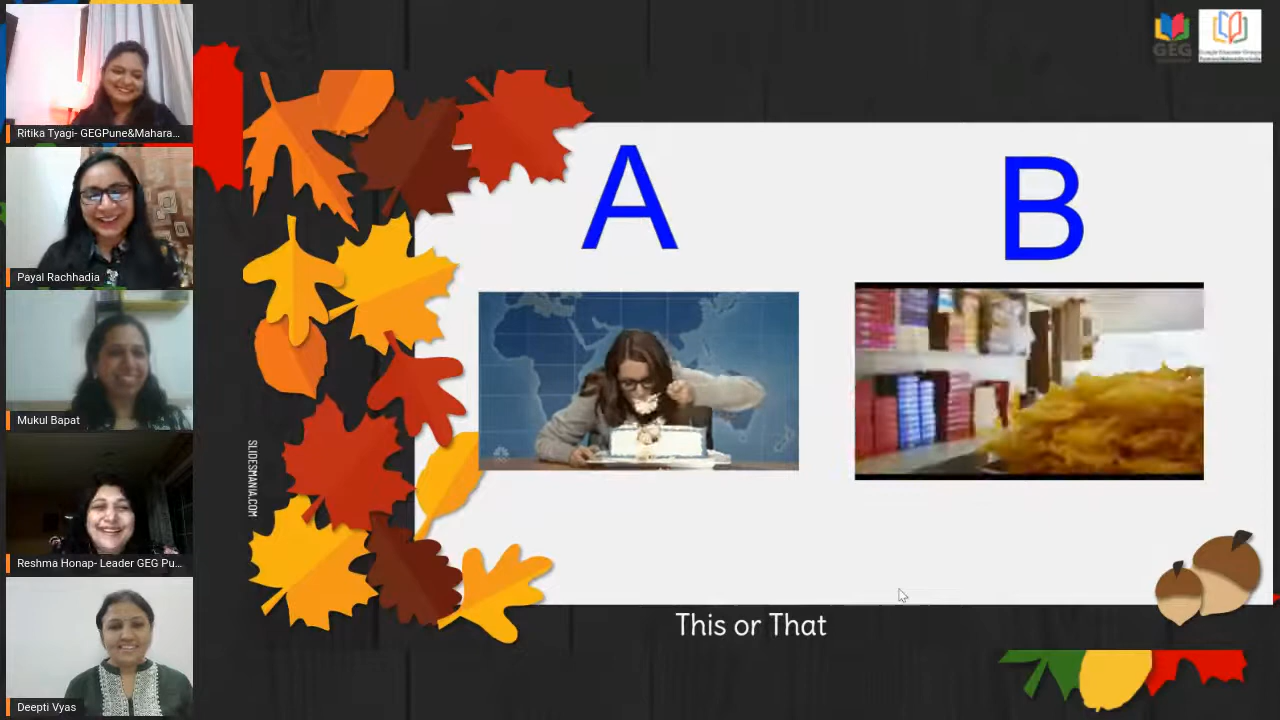 Ritika Tyagi- GEGPune&Mahara...
Payal Rachhadia
Mukul Bapat
Reshma Honap- Leader GEG Pu...
Deepti Vyas
SLIDESMANIA.COM
A
B
This or That
GEG